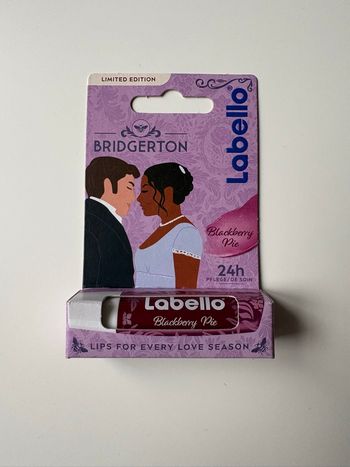 LIMITED EDITION
BRIDGERTON
Labello
Blackberry
Pie
24h
PFLEGE/DE SOIN
Labello
Blackberry Pie
LIPS FOR EVERY LOVE SEASON